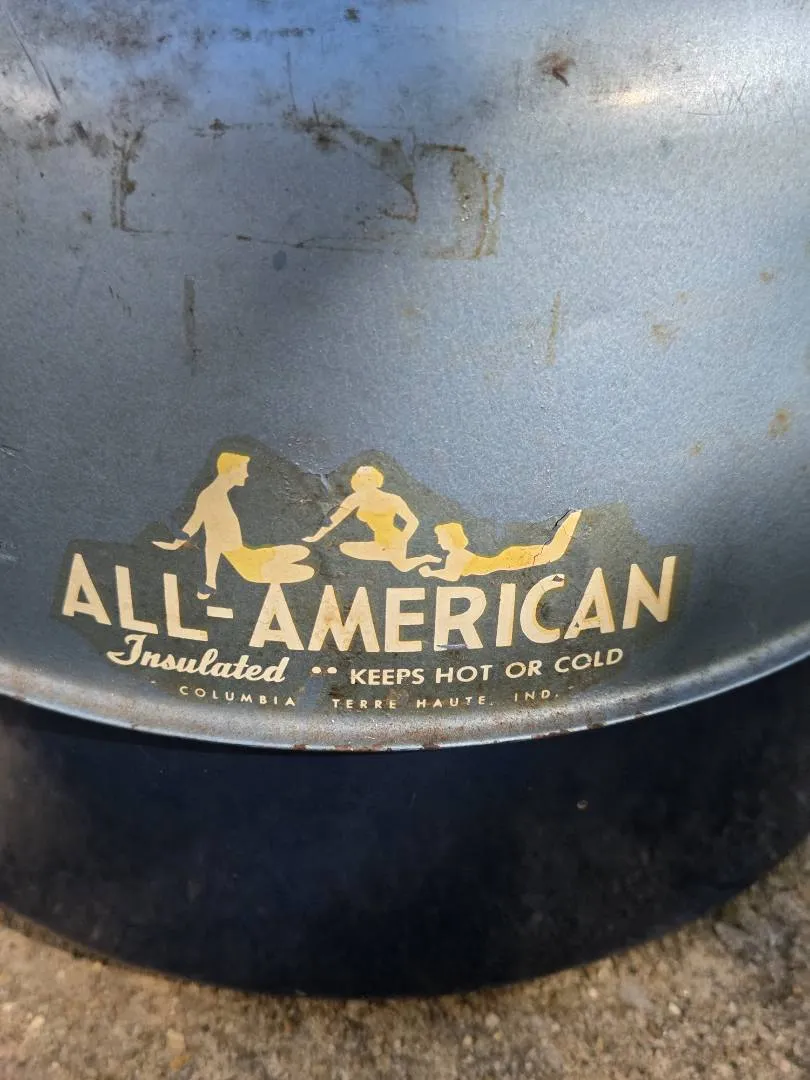 ALL-AMERICAN
Insulated •• KEEPS HOT OR COLD
COLUMBIA TERRE HAUTE, IND.